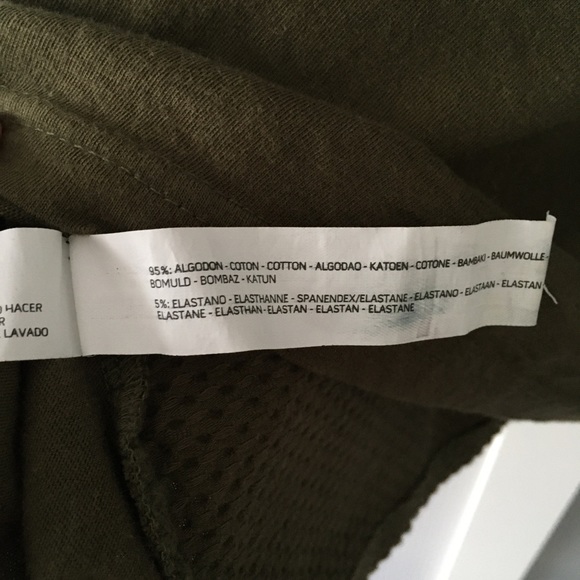 O HACER
R
LAVADO
95%: ALGODON - COTON - COTTON - ALGODAO - KATOEN - COTONE - BAMBAKI - BAUMWOLLE -
BOMULD - BOMBAZ - KATUN
5%: ELASTANO - ELASTHANNE - SPANENDEX/ELASTANE - ELASTANO - ELASTAAN - ELASTAN
ELASTANE - ELASTHAN - ELASTAN - ELASTAN - ELASTANE